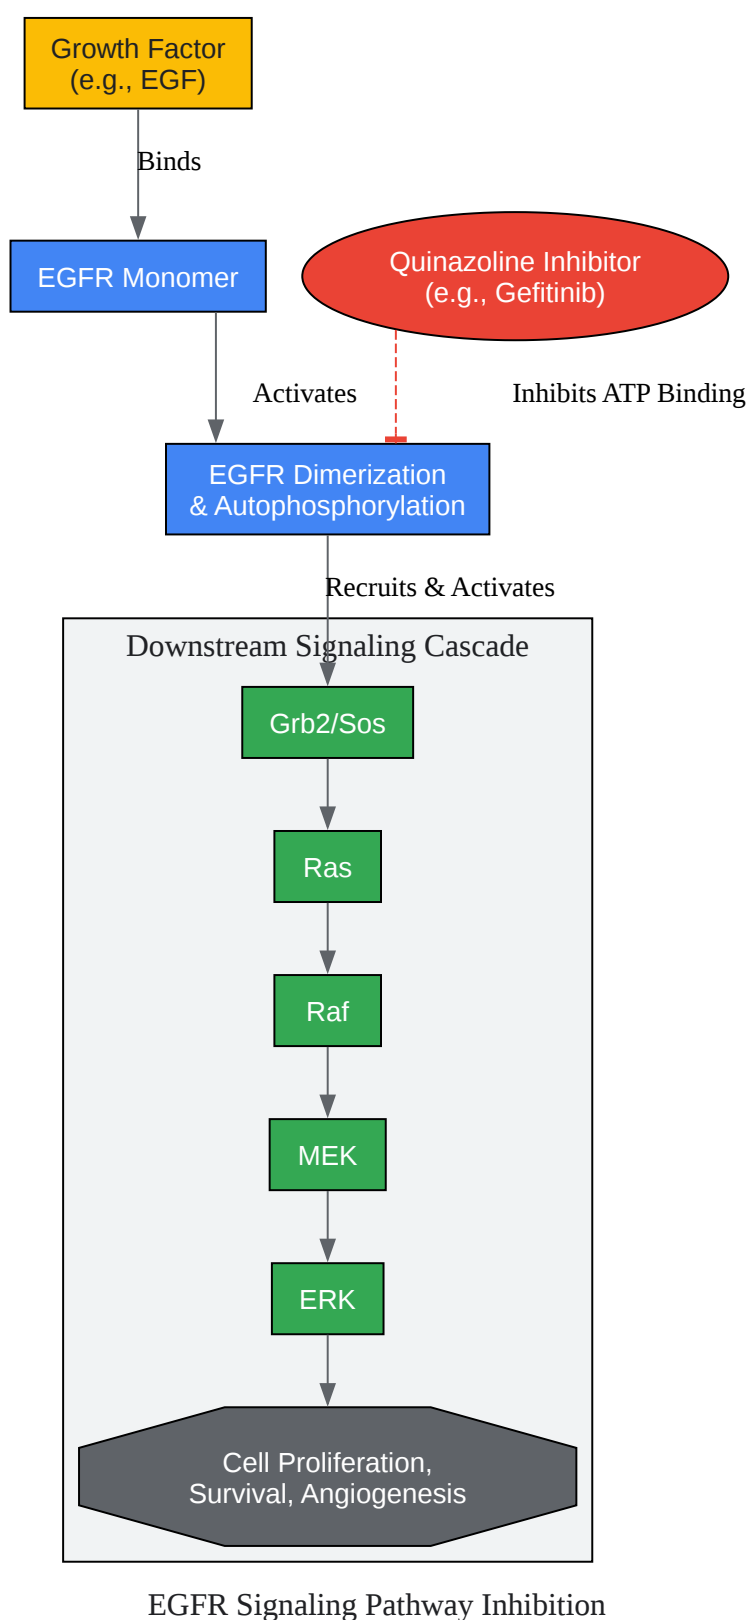 Growth Factor
(e.g., EGF)
Binds
EGFR Monomer
Quinazoline Inhibitor
(e.g., Gefitinib)
Activates
Inhibits ATP Binding
EGFR Dimerization
& Autophosphorylation
Recruits & Activates
Downstream Signaling Cascade
Grb2/Sos
Ras
Raf
MEK
ERK
Cell Proliferation,
Survival, Angiogenesis
EGFR Signaling Pathway Inhibition